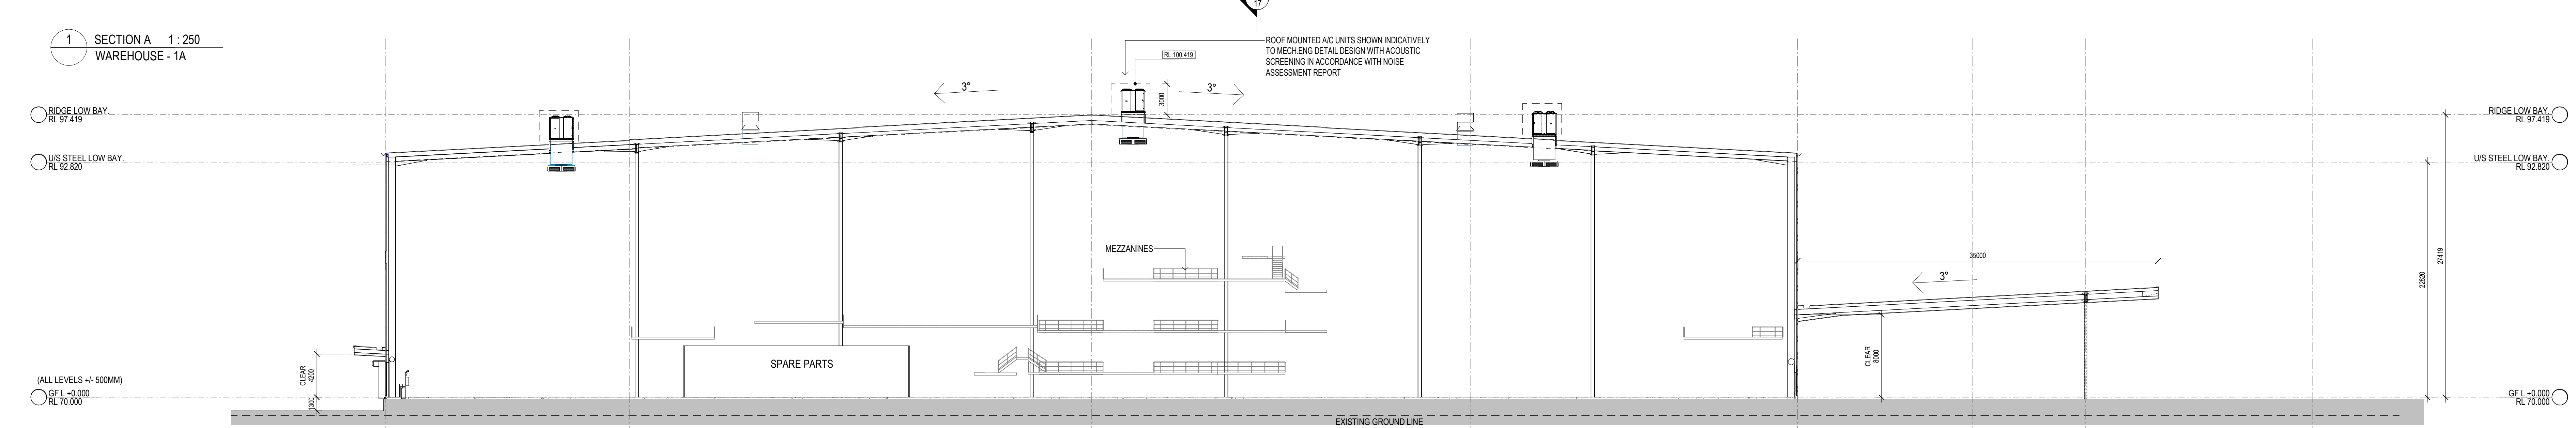 17
1 SECTION A 1 : 250
WAREHOUSE - 1A
ROOF MOUNTED A/C UNITS SHOWN INDICATIVELY
TO MECH.ENG DETAIL DESIGN WITH ACOUSTIC
SCREENING IN ACCORDANCE WITH NOISE
ASSESSMENT REPORT
RL.100.419
3°
3°
3000
RIDGE LOW BAY
RL 97.419
RIDGE LOW BAY
RL 97.419
U/S STEEL LOW BAY
RL 92.820
U/S STEEL LOW BAY
RL 92.820
MEZZANINES
35000
3°
27419
22820
SPARE PARTS
CLEAR
4200
1300
CLEAR
8000
(ALL LEVELS +/- 500MM)
GF L +0.000
RL 70.000
GF L +0.000
RL 70.000
EXISTING GROUND LINE